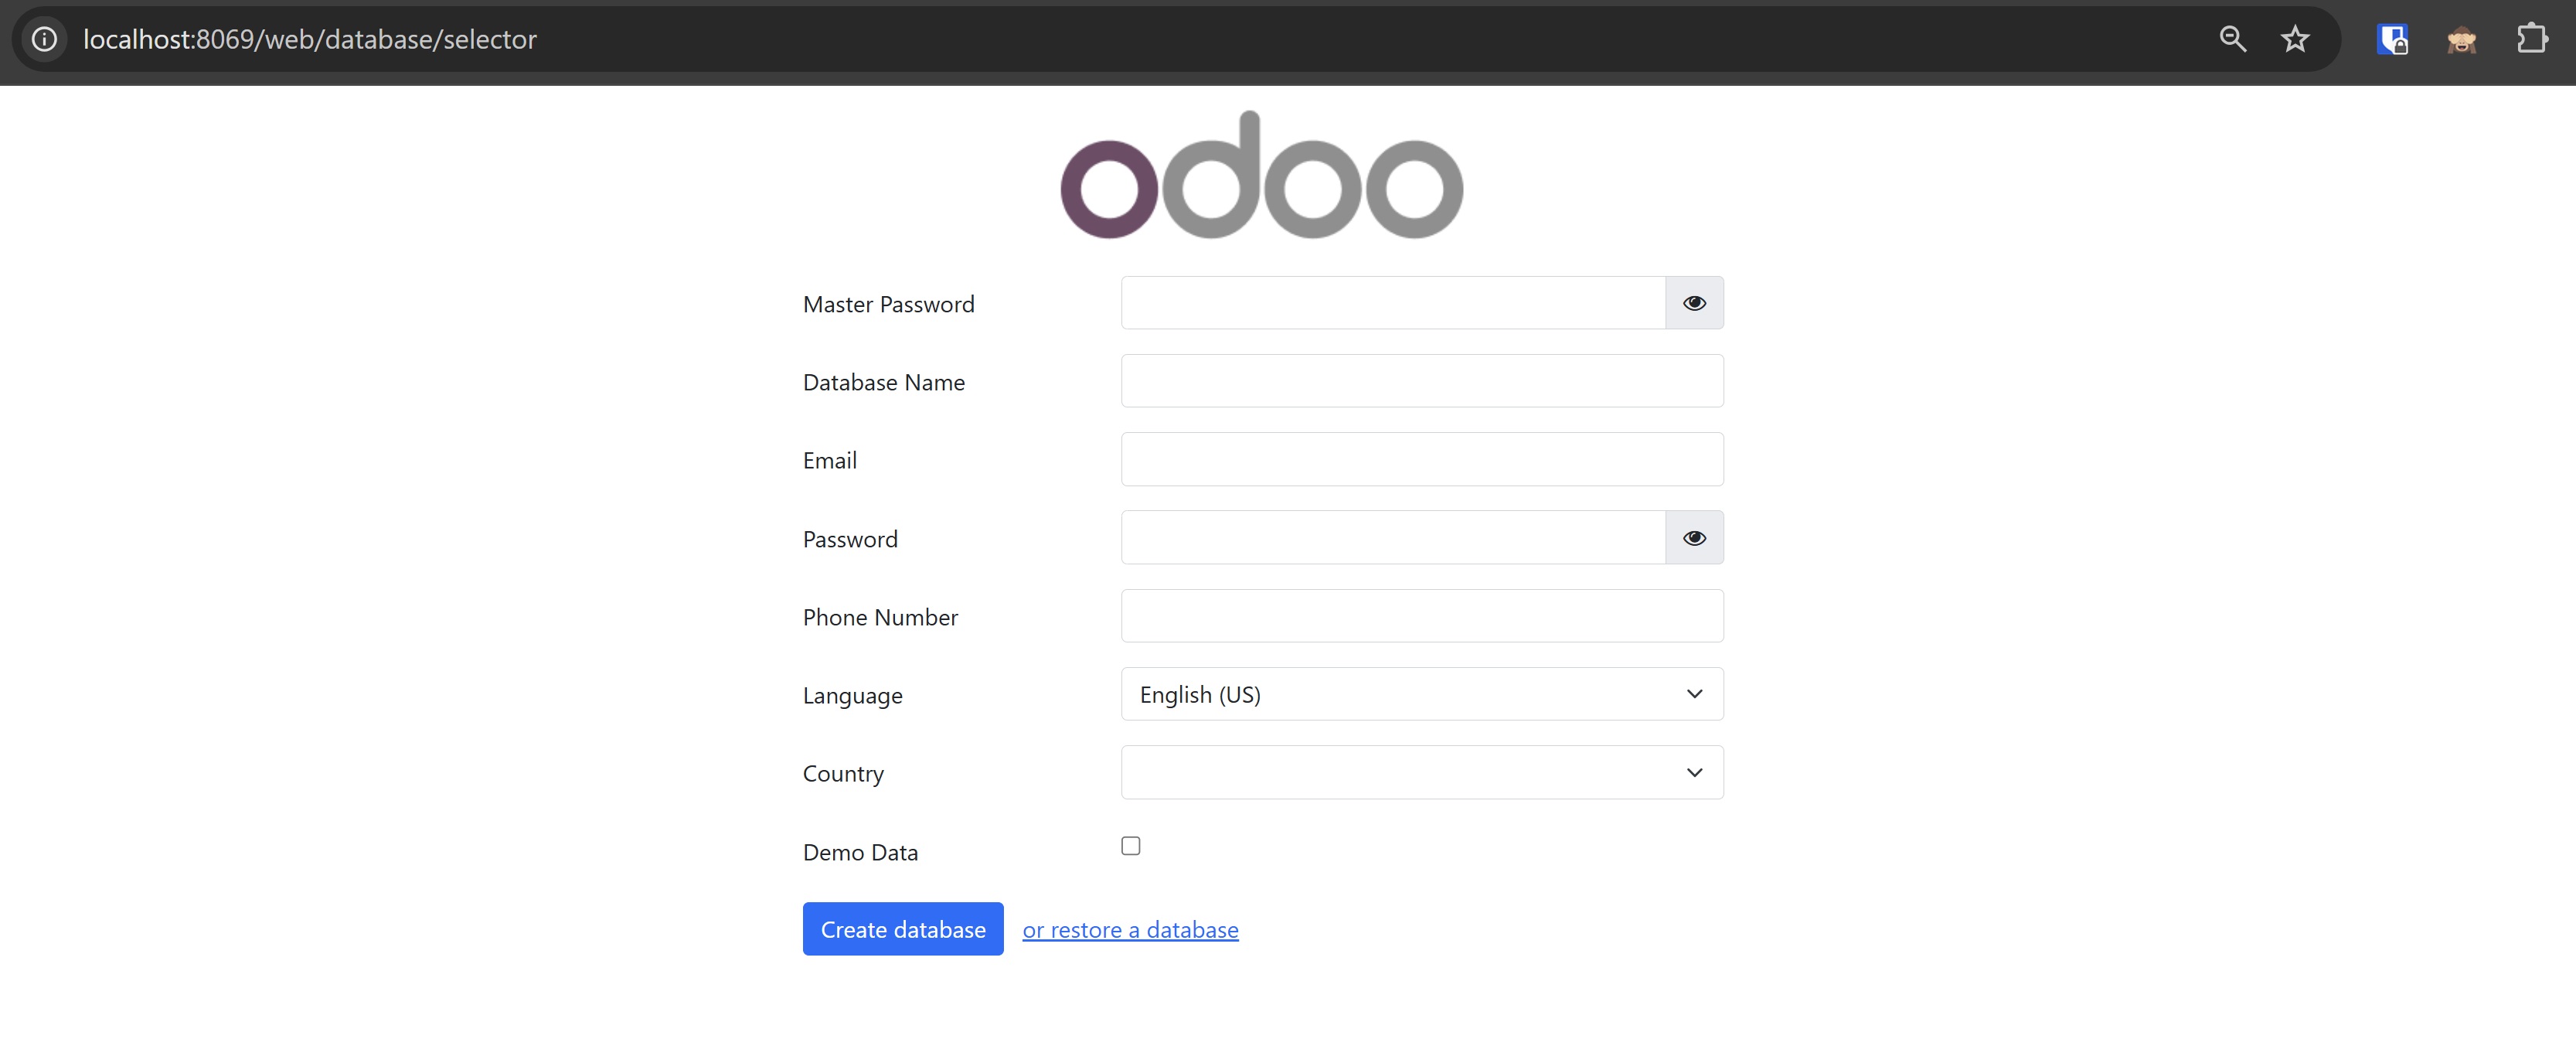 localhost:8069/web/database/selector
odoo
Master Password
Database Name
Email
Password
Phone Number
Language English (US)
Country
Demo Data
Create database or restore a database